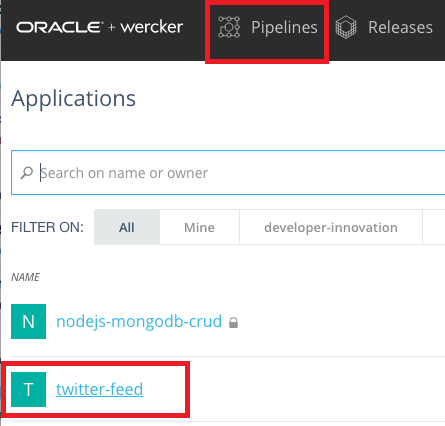 ORACLE + wercker Pipelines Releases
Applications
Search on name or owner
FILTER ON: All Mine developer-innovation
NAME
N nodejs-mongodb-crud
T twitter-feed